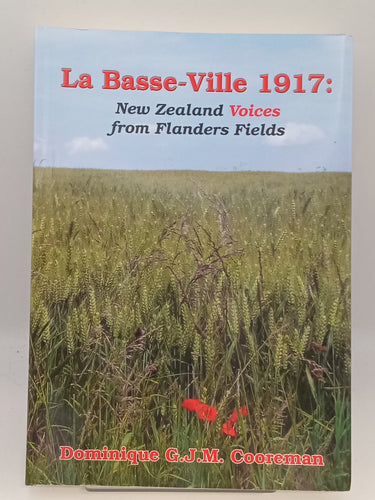 La Basse-Ville 1917:
New Zealand Voices
from Flanders Fields
Dominique G.J.M. Cooreman